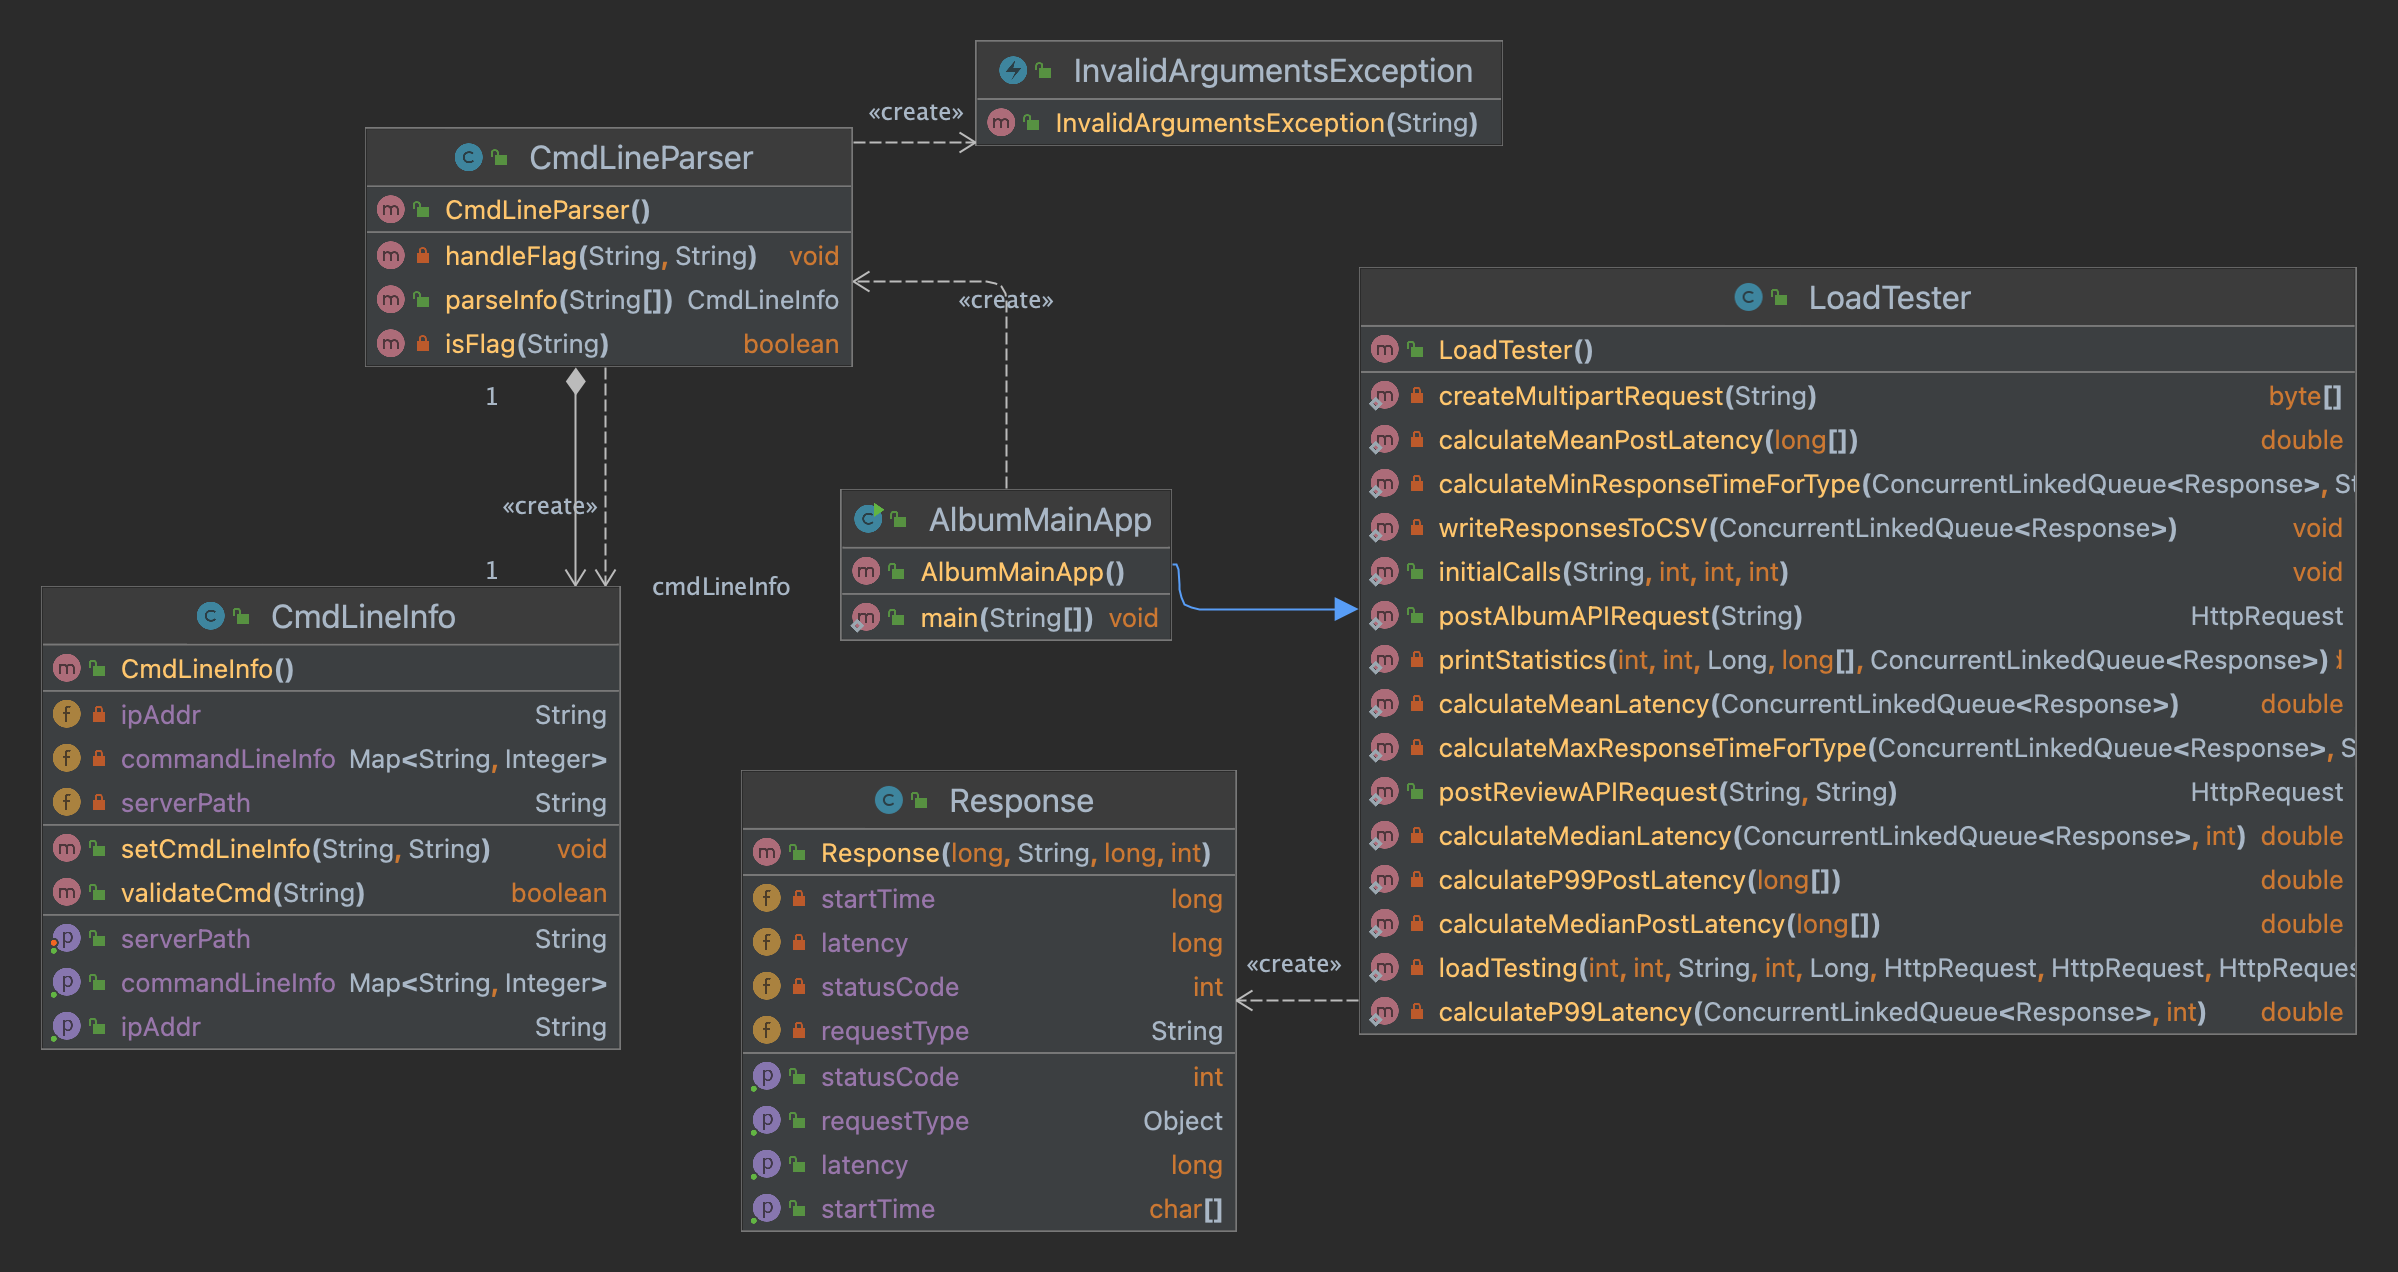 InvalidArgumentsException
InvalidArgumentsException(String)
«create»
CmdLineParser
CmdLineParser()
handleFlag(String, String) void
parseInfo(String[]) CmdLineInfo
isFlag(String) boolean
«create»
1
«create»
1
cmdLineInfo
CmdLineInfo
CmdLineInfo()
ipAddr String
commandLineInfo Map<String, Integer>
serverPath String
setCmdLineInfo(String, String) void
validateCmd(String) boolean
serverPath String
commandLineInfo Map<String, Integer>
ipAddr String
AlbumMainApp
AlbumMainApp()
main(String[]) void
Response
Response(long, String, long, int)
startTime long
latency long
statusCode int
requestType String
statusCode int
requestType Object
latency long
startTime char[]
«create»
LoadTester
LoadTester()
createMultipartRequest(String) byte[]
calculateMeanPostLatency(long[]) double
calculateMinResponseTimeForType(ConcurrentLinkedQueue<Response>,
writeResponsesToCSV(ConcurrentLinkedQueue<Response>) void
initialCalls(String, int, int, int) void
postAlbumAPIRequest(String) HttpRequest
printStatistics(int, int, Long, long[], ConcurrentLinkedQueue<Response>)
calculateMeanLatency(ConcurrentLinkedQueue<Response>) double
calculateMaxResponseTimeForType(ConcurrentLinkedQueue<Response>,
postReviewAPIRequest(String, String) HttpRequest
calculateMedianLatency(ConcurrentLinkedQueue<Response>, int) double
calculateP99PostLatency(long[]) double
calculateMedianPostLatency(long[]) double
loadTesting(int, int, String, int, Long, HttpRequest, HttpRequest,
calculateP99Latency(ConcurrentLinkedQueue<Response>, int) double